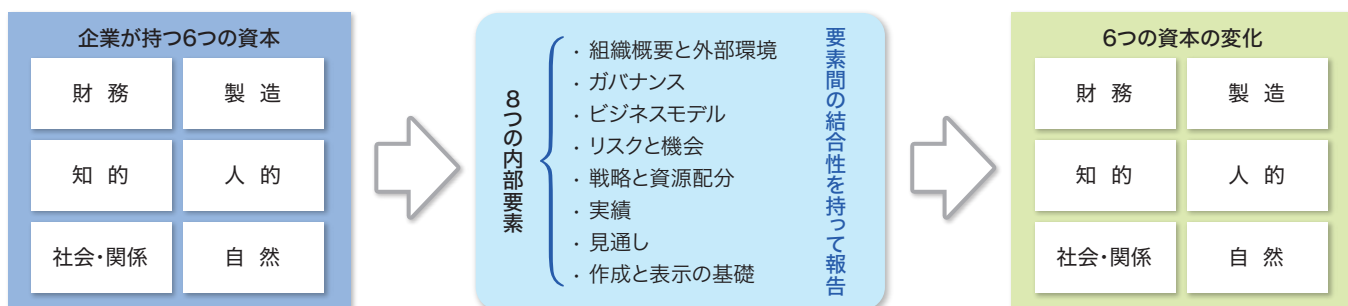 企業が持つ6つの資本
財務
製造
知的
人的
社会・関係
自然
8つの内部要素
・組織概要と外部環境
・ガバナンス
・ビジネスモデル
・リスクと機会
・戦略と資源配分
・実績
・見通し
・作成と表示の基礎
要素間の結合性を持って報告
6つの資本の変化
財務
製造
知的
人的
社会・関係
自然